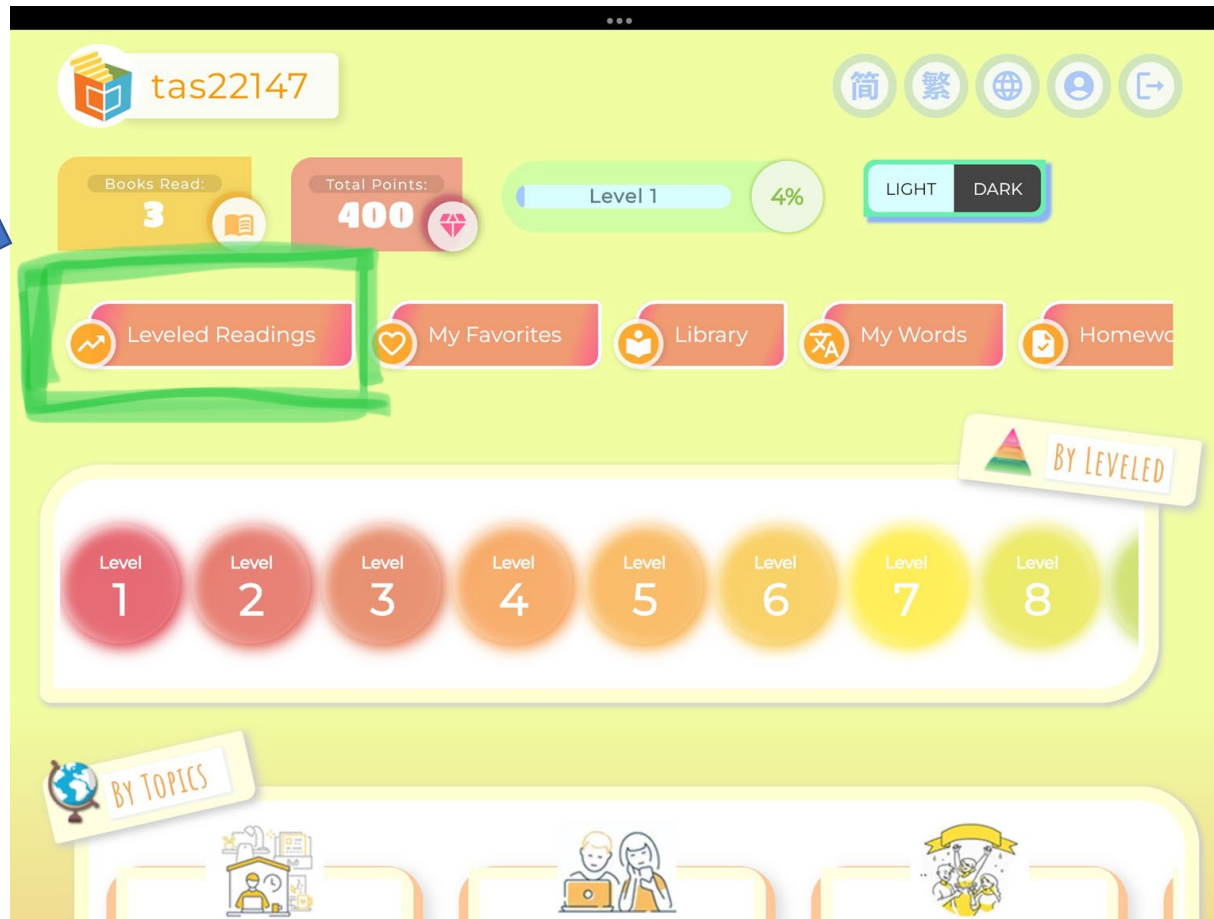 tas22147
简 繁
Books Read:
3
Total Points:
400
Level 1
4%
LIGHT DARK
Leveled Readings
My Favorites
Library
My Words
Homewo
By Leveled
Level Level Level Level Level Level Level Level
1 2 3 4 5 6 7 8
By Topics